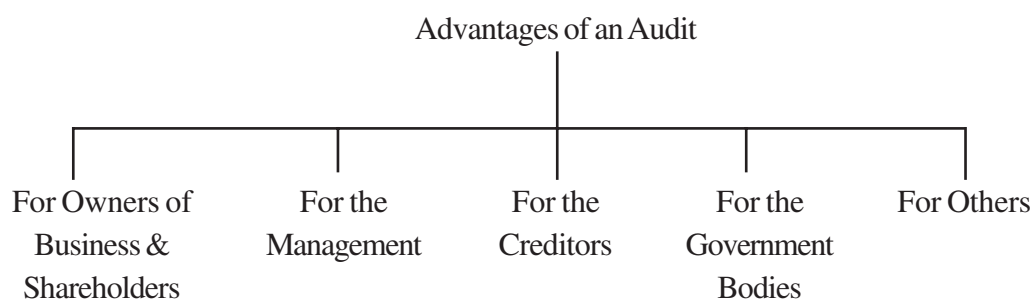 Advantages of an Audit
For Owners of
Business &
Shareholders
For the
Management
For the
Creditors
For the
Government
Bodies
For Others